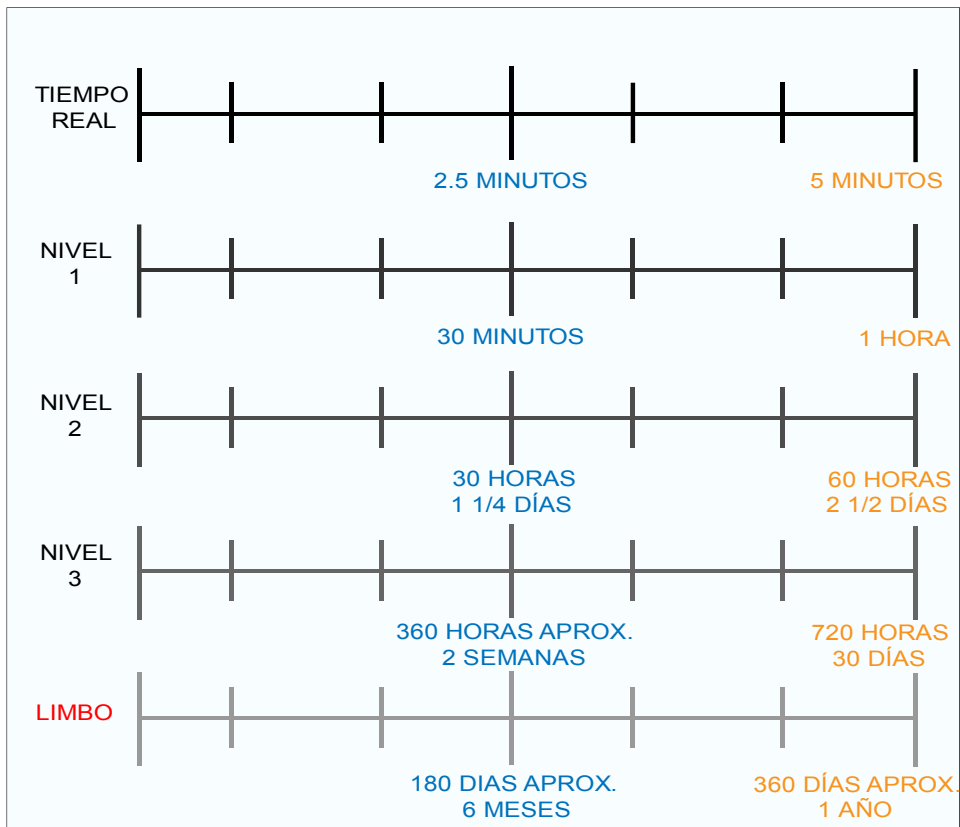 TIEMPO
REAL
2.5 MINUTOS
5 MINUTOS
NIVEL
1
30 MINUTOS
1 HORA
NIVEL
2
30 HORAS
1 1/4 DÍAS
60 HORAS
2 1/2 DÍAS
NIVEL
3
360 HORAS APROX.
2 SEMANAS
720 HORAS
30 DÍAS
LIMBO
180 DIAS APROX.
6 MESES
360 DÍAS APROX.
1 AÑO